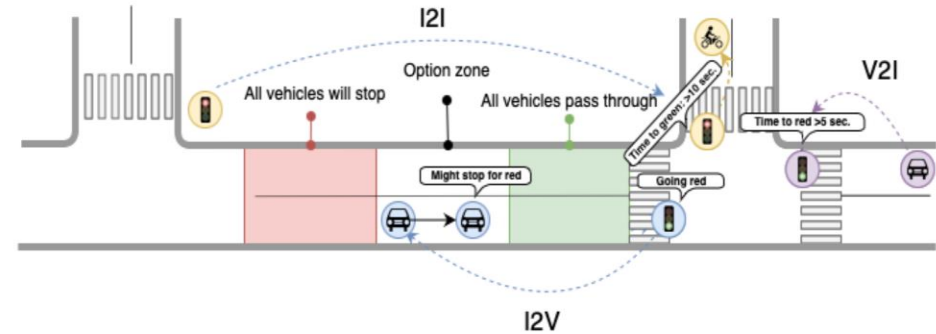 I2I
Option zone
All vehicles will stop
All vehicles pass through
V2I
Time to green: >10 sec.
Time to red >5 sec.
Might stop for red
Going red
I2V